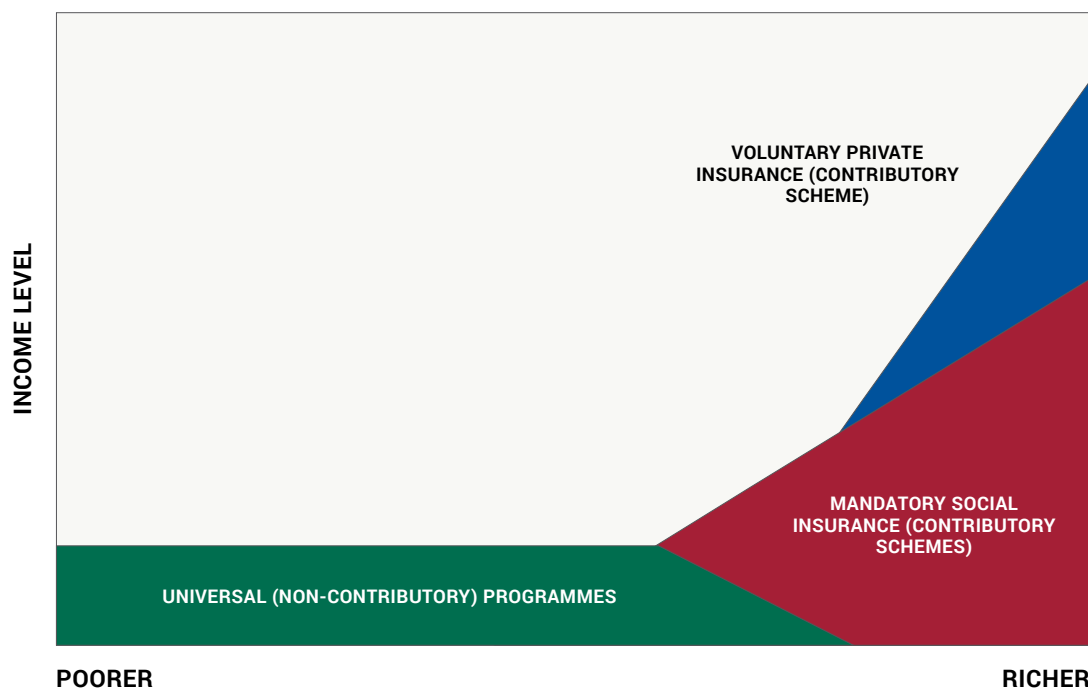 VOLUNTARY PRIVATE
INSURANCE (CONTRIBUTORY
SCHEME)
INCOME LEVEL
MANDATORY SOCIAL
INSURANCE (CONTRIBUTORY
SCHEMES)
UNIVERSAL (NON-CONTRIBUTORY) PROGRAMMES
POORER
RICHER